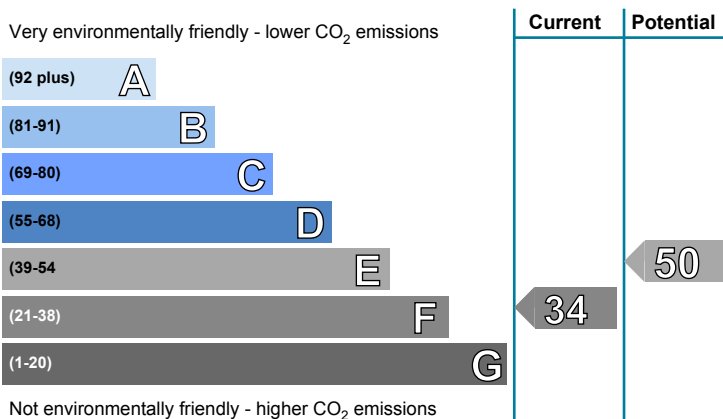 Current Potential
Very environmentally friendly - lower CO2 emissions
(92 plus) A
(81-91) B
(69-80) C
(55-68) D
(39-54 E
50
(21-38) F
34
(1-20) G
Not environmentally friendly - higher CO2 emissions